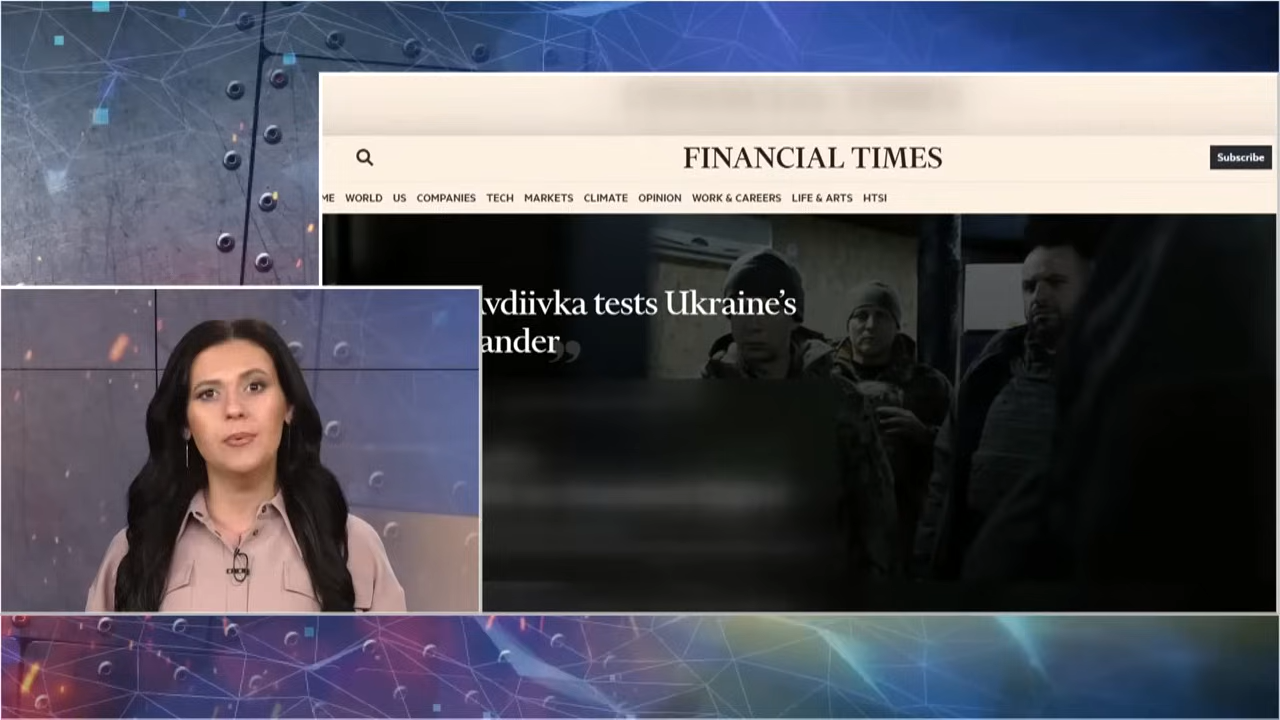 FINANCIAL TIMES
Subscribe
ME WORLD US COMPANIES TECH MARKETS CLIMATE OPINION WORK & CAREERS LIFE & ARTS HTSI
vdiivka tests Ukraine's
ander”